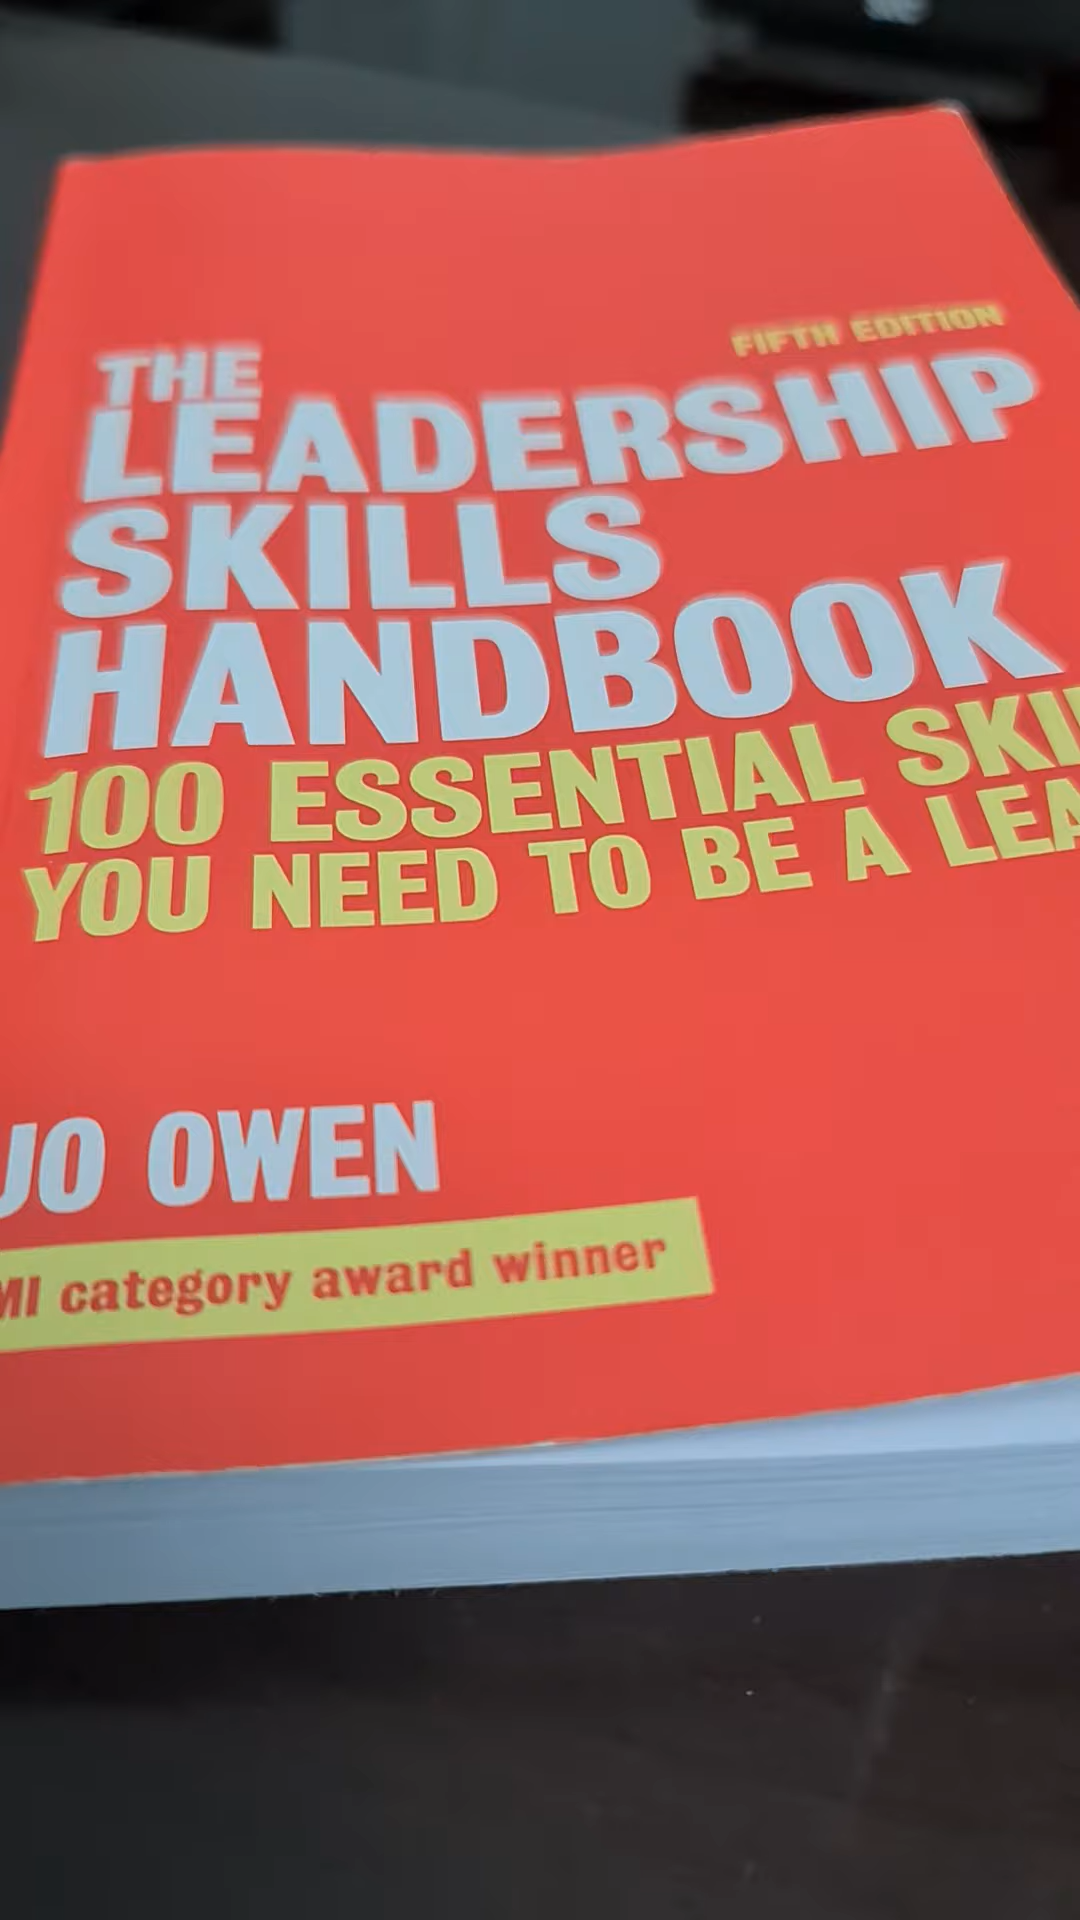 FIFTH EDITION
THE
LEADERSHIP
SKILLS
HANDBOOK
100 ESSENTIAL SKI
YOU NEED TO BE A LEA
JO OWEN
MI category award winner